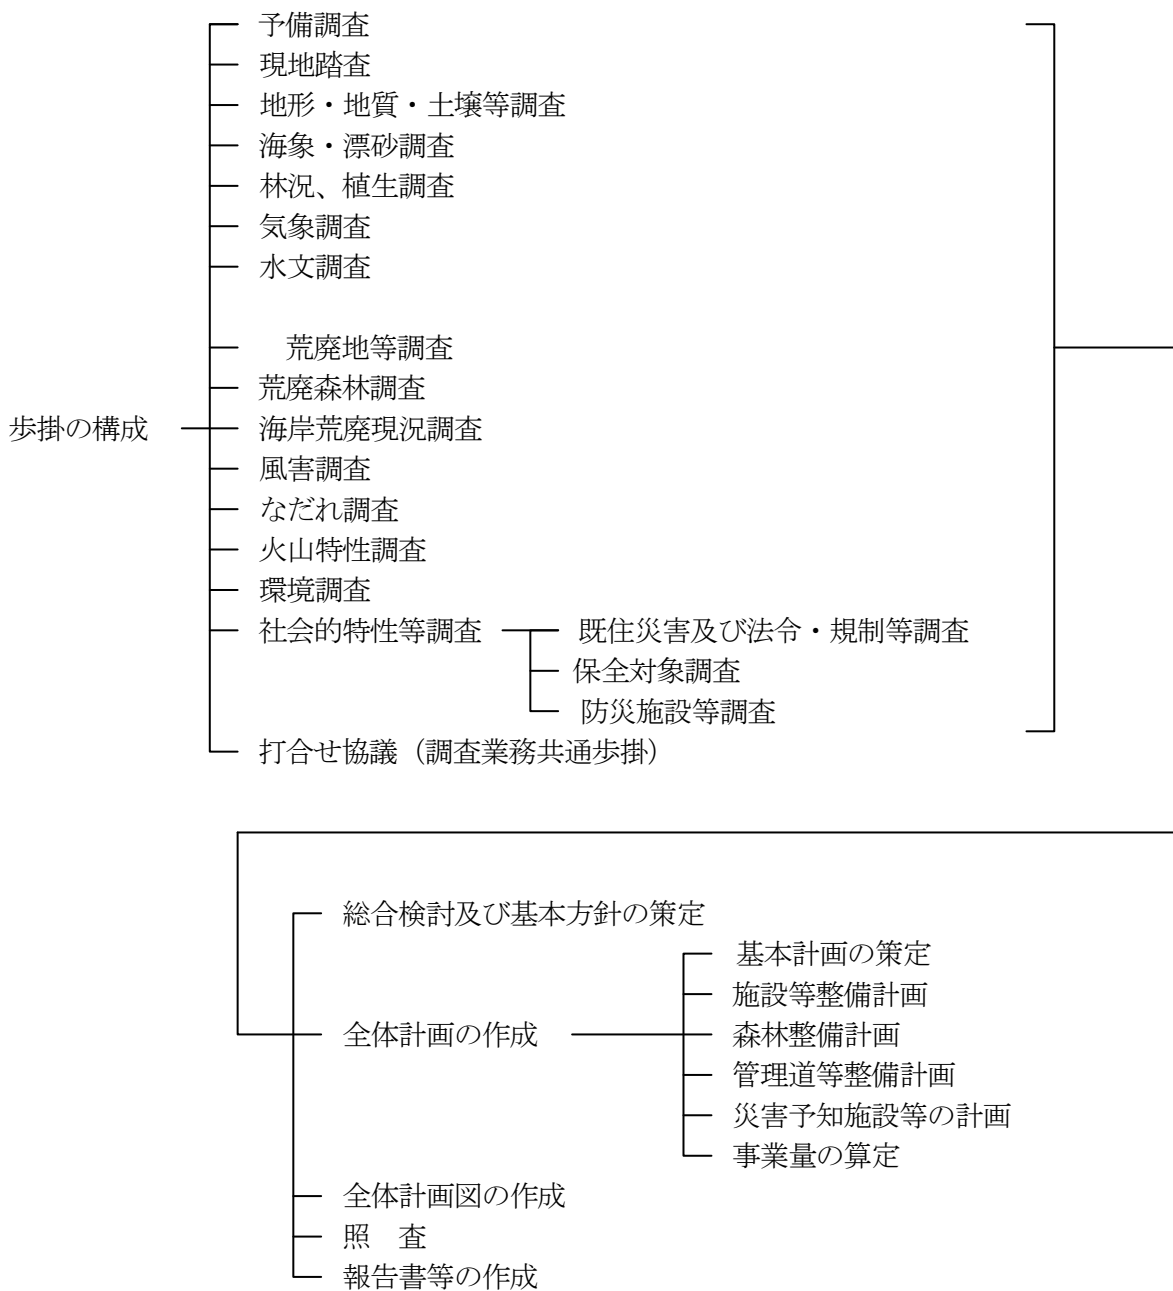 予備調査
現地踏査
地形・地質・土壌等調査
海象・漂砂調査
林況、植生調査
気象調査
水文調査
荒廃地等調査
荒廃森林調査
歩掛の構成
海岸荒廃現況調査
風害調査
なだれ調査
火山特性調査
環境調査
社会的特性等調査
既住災害及び法令・規制等調査
保全対象調査
防災施設等調査
打合せ協議（調査業務共通歩掛）
総合検討及び基本方針の策定
基本計画の策定
施設等整備計画
全体計画の作成
森林整備計画
管理道等整備計画
災害予知施設等の計画
事業量の算定
全体計画図の作成
照　査
報告書等の作成